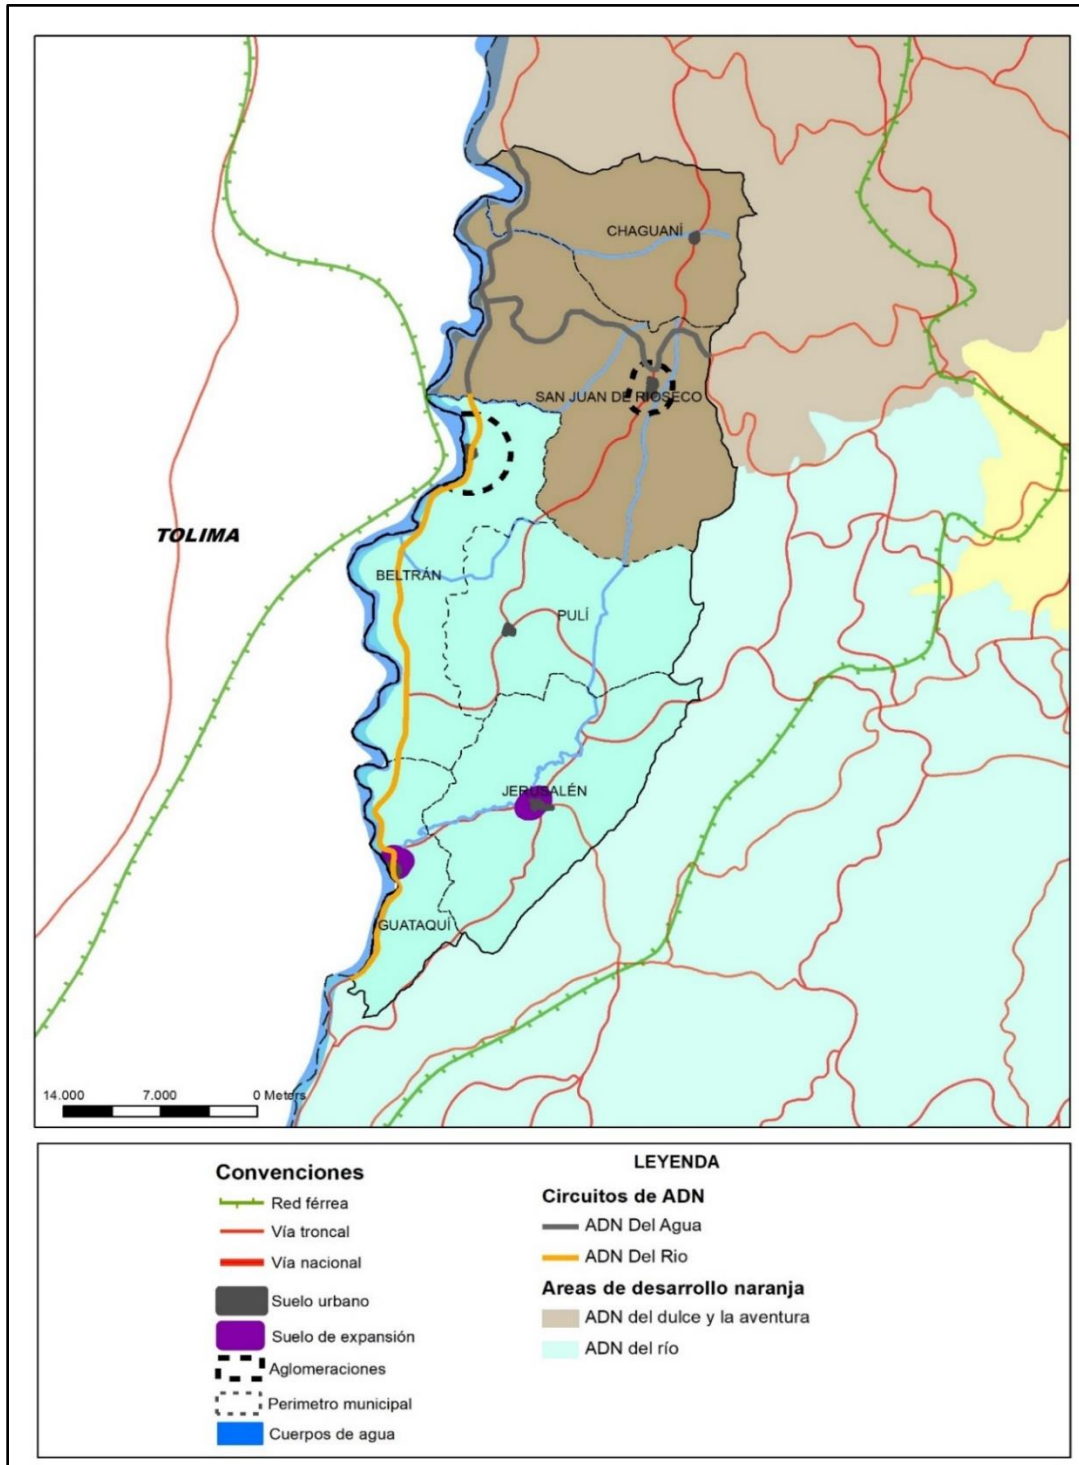 CHAGUANÍ
SAN JUAN DE RIOSECO
TOLIMA
BELTRÁN
PULÍ
JERUSALÉN
GUATAQUÍ
14.000 7.000 0 Meters
Convenciones
Red férrea
Vía troncal
Vía nacional
Suelo urbano
Suelo de expansión
Aglomeraciones
Perimetro municipal
Cuerpos de agua
LEYENDA
Circuitos de ADN
ADN Del Agua
ADN Del Rio
Areas de desarrollo naranja
ADN del dulce y la aventura
ADN del río